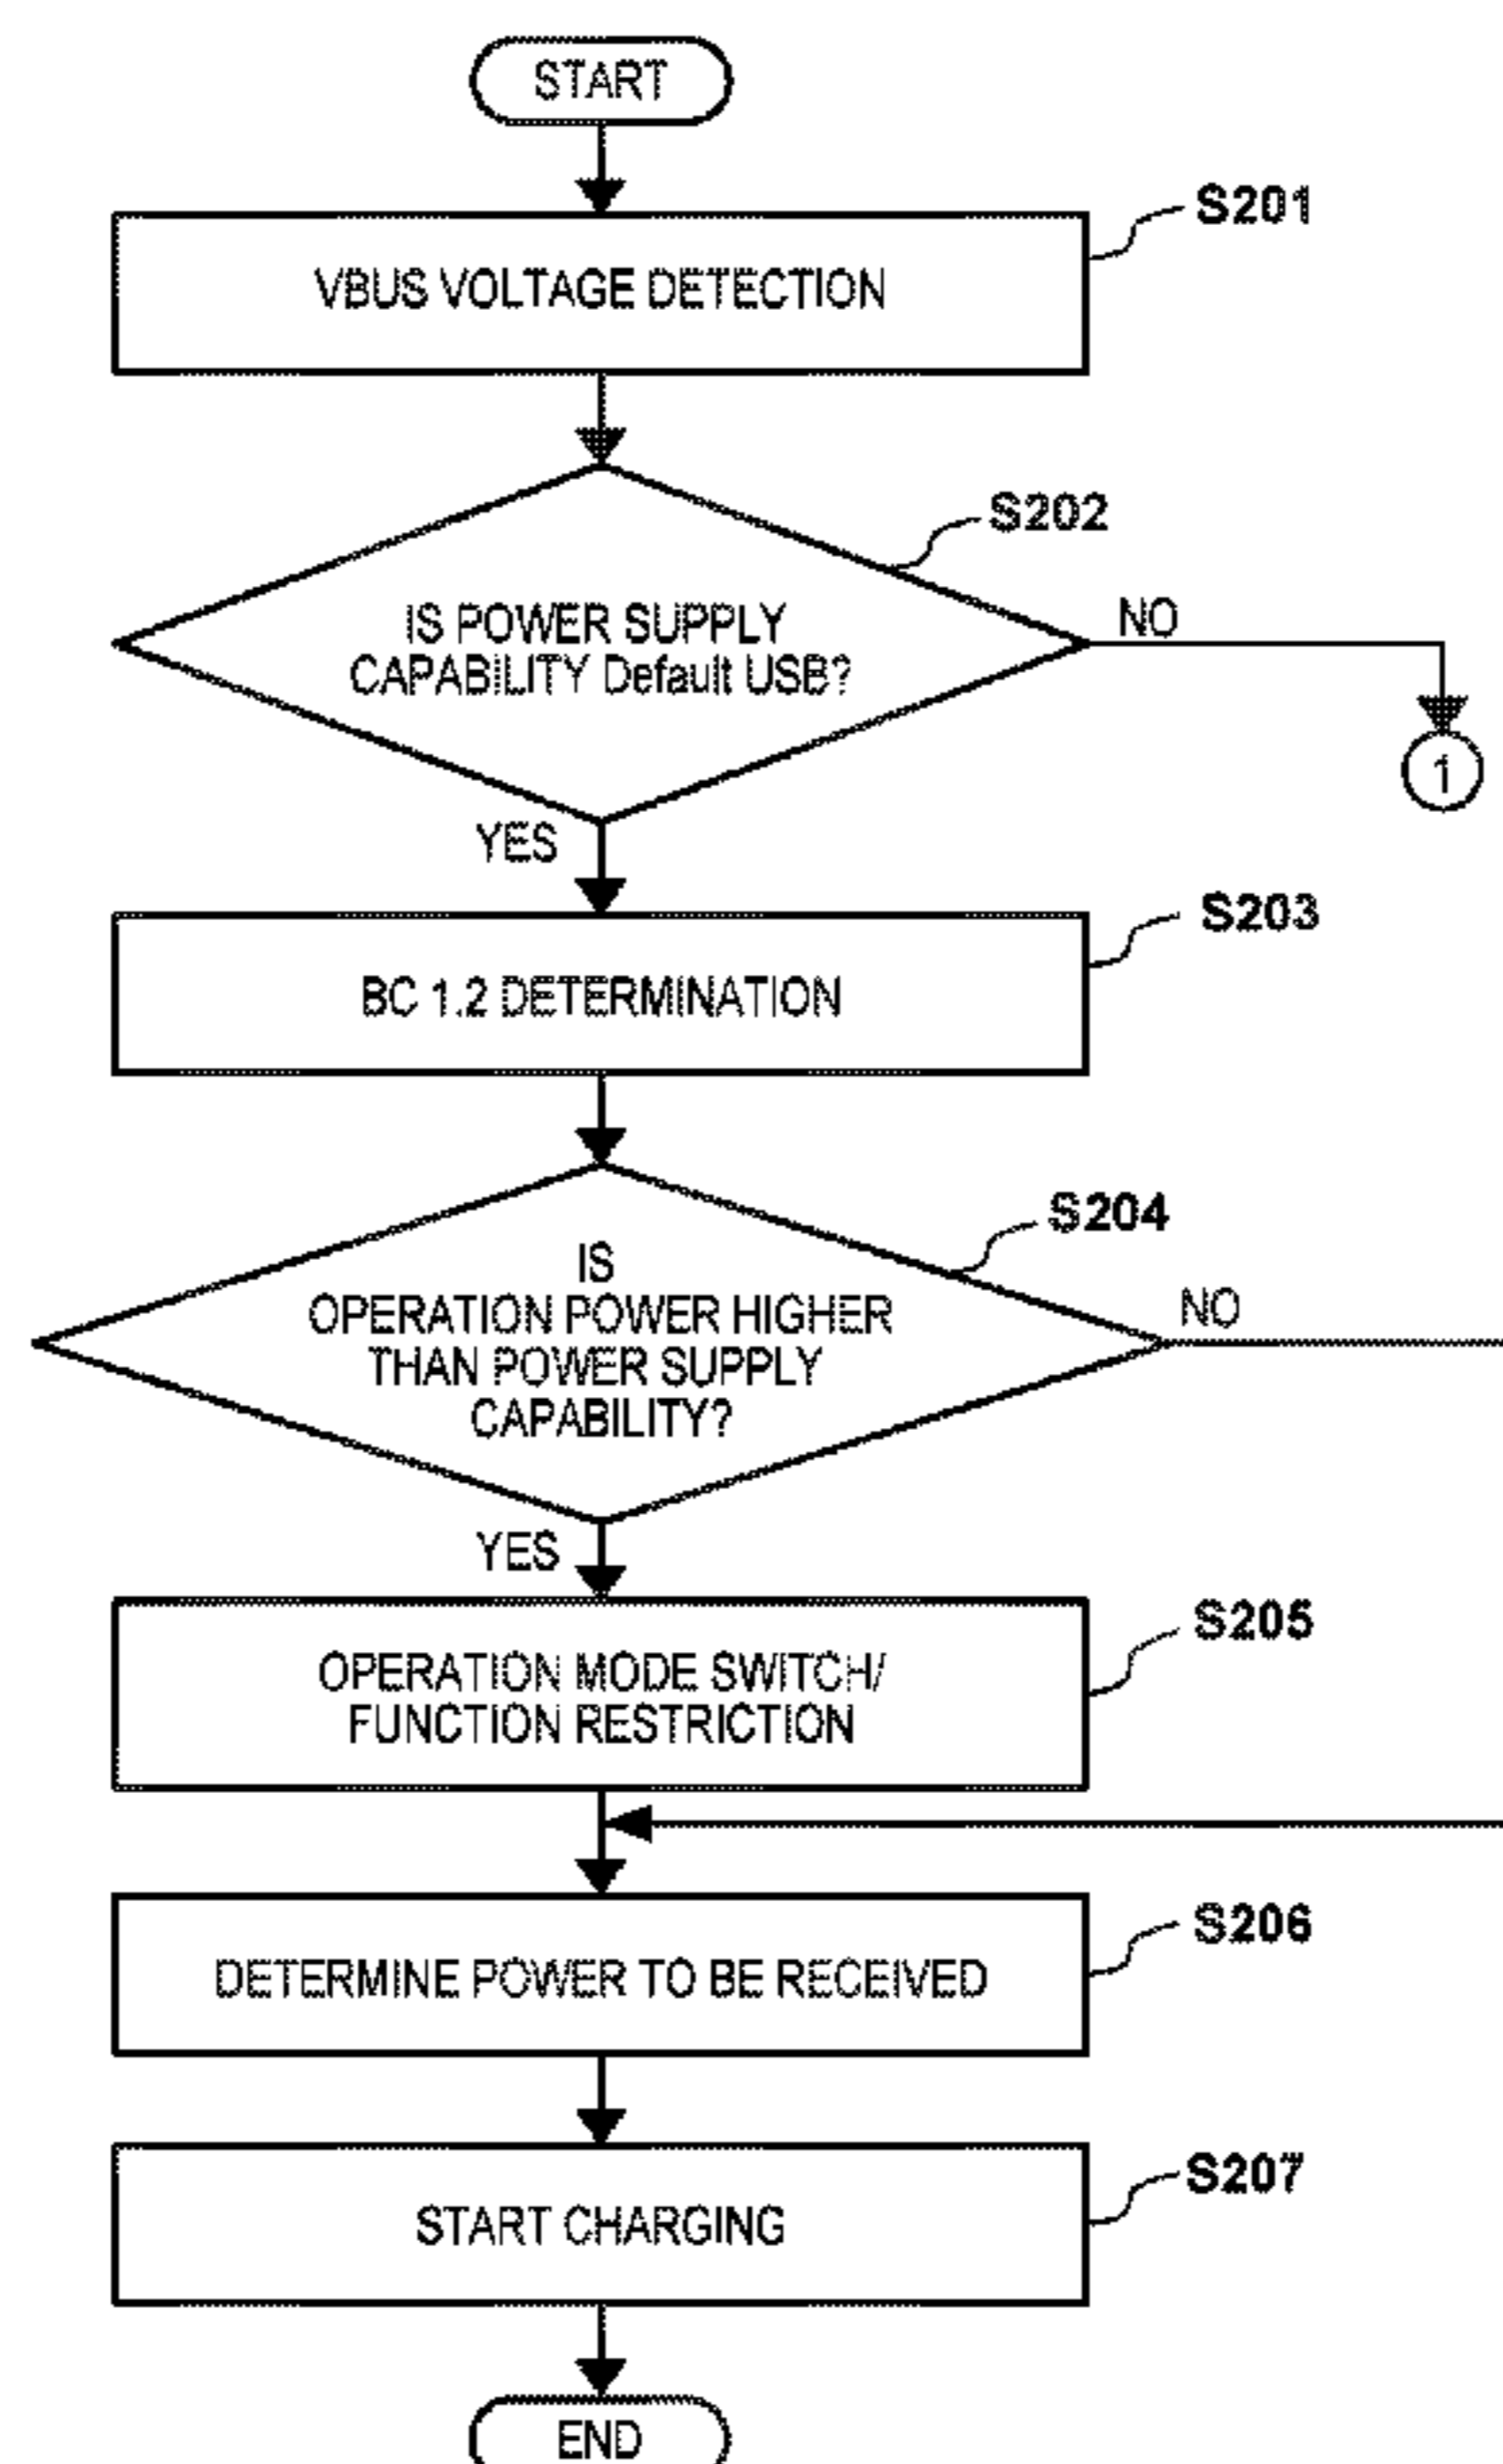 START
S201
VBUS VOLTAGE DETECTION
S202
IS POWER SUPPLY
CAPABILITY Default USB?
NO
1
YES
S203
BC 1.2 DETERMINATION
S204
IS
OPERATION POWER HIGHER
THAN POWER SUPPLY
CAPABILITY?
NO
YES
S205
OPERATION MODE SWITCH/
FUNCTION RESTRICTION
S206
DETERMINE POWER TO BE RECEIVED
S207
START CHARGING
END